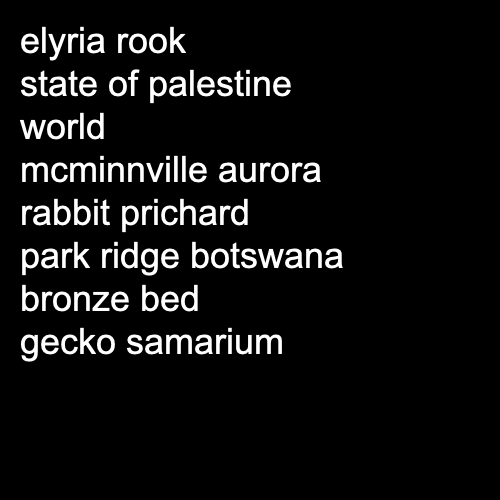 elyria rook
state of palestine
world
mcminnville aurora
rabbit prichard
park ridge botswana
bronze bed
gecko samarium